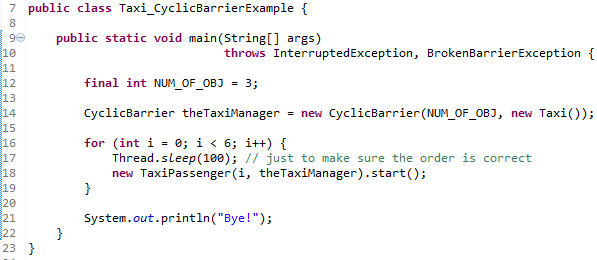 7 public class Taxi_CyclicBarrierExample {
8
9 public static void main(String[] args)
10 throws InterruptedException, BrokenBarrierException {
11
12 final int NUM_OF_OBJ = 3;
13
14 CyclicBarrier theTaxiManager = new CyclicBarrier(NUM_OF_OBJ, new Taxi());
15
16 for (int i = 0; i < 6; i++) {
17 Thread.sleep(100); // just to make sure the order is correct
18 new TaxiPassenger(i, theTaxiManager).start();
19 }
20
21 System.out.println("Bye!");
22 }
23 }